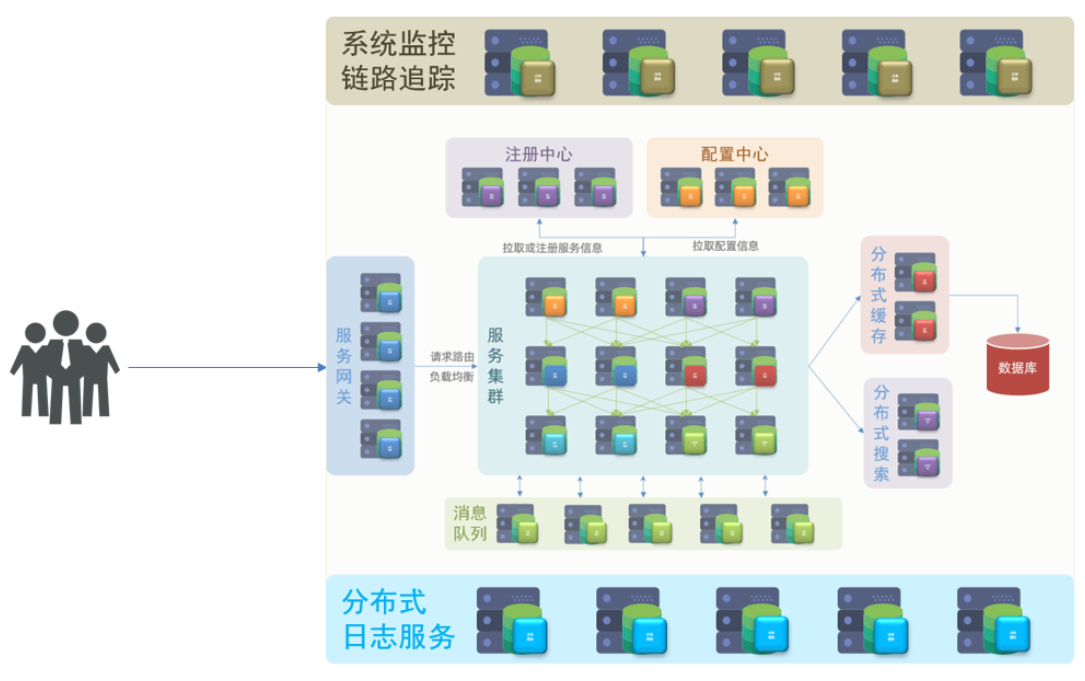 系统监控
链路追踪
注册中心
配置中心
拉取或注册服务信息
拉取配置信息
服务网关
请求路由
负载均衡
服务集群
分布式缓存
数据库
分布式搜索
消息
队列
分布式
日志服务